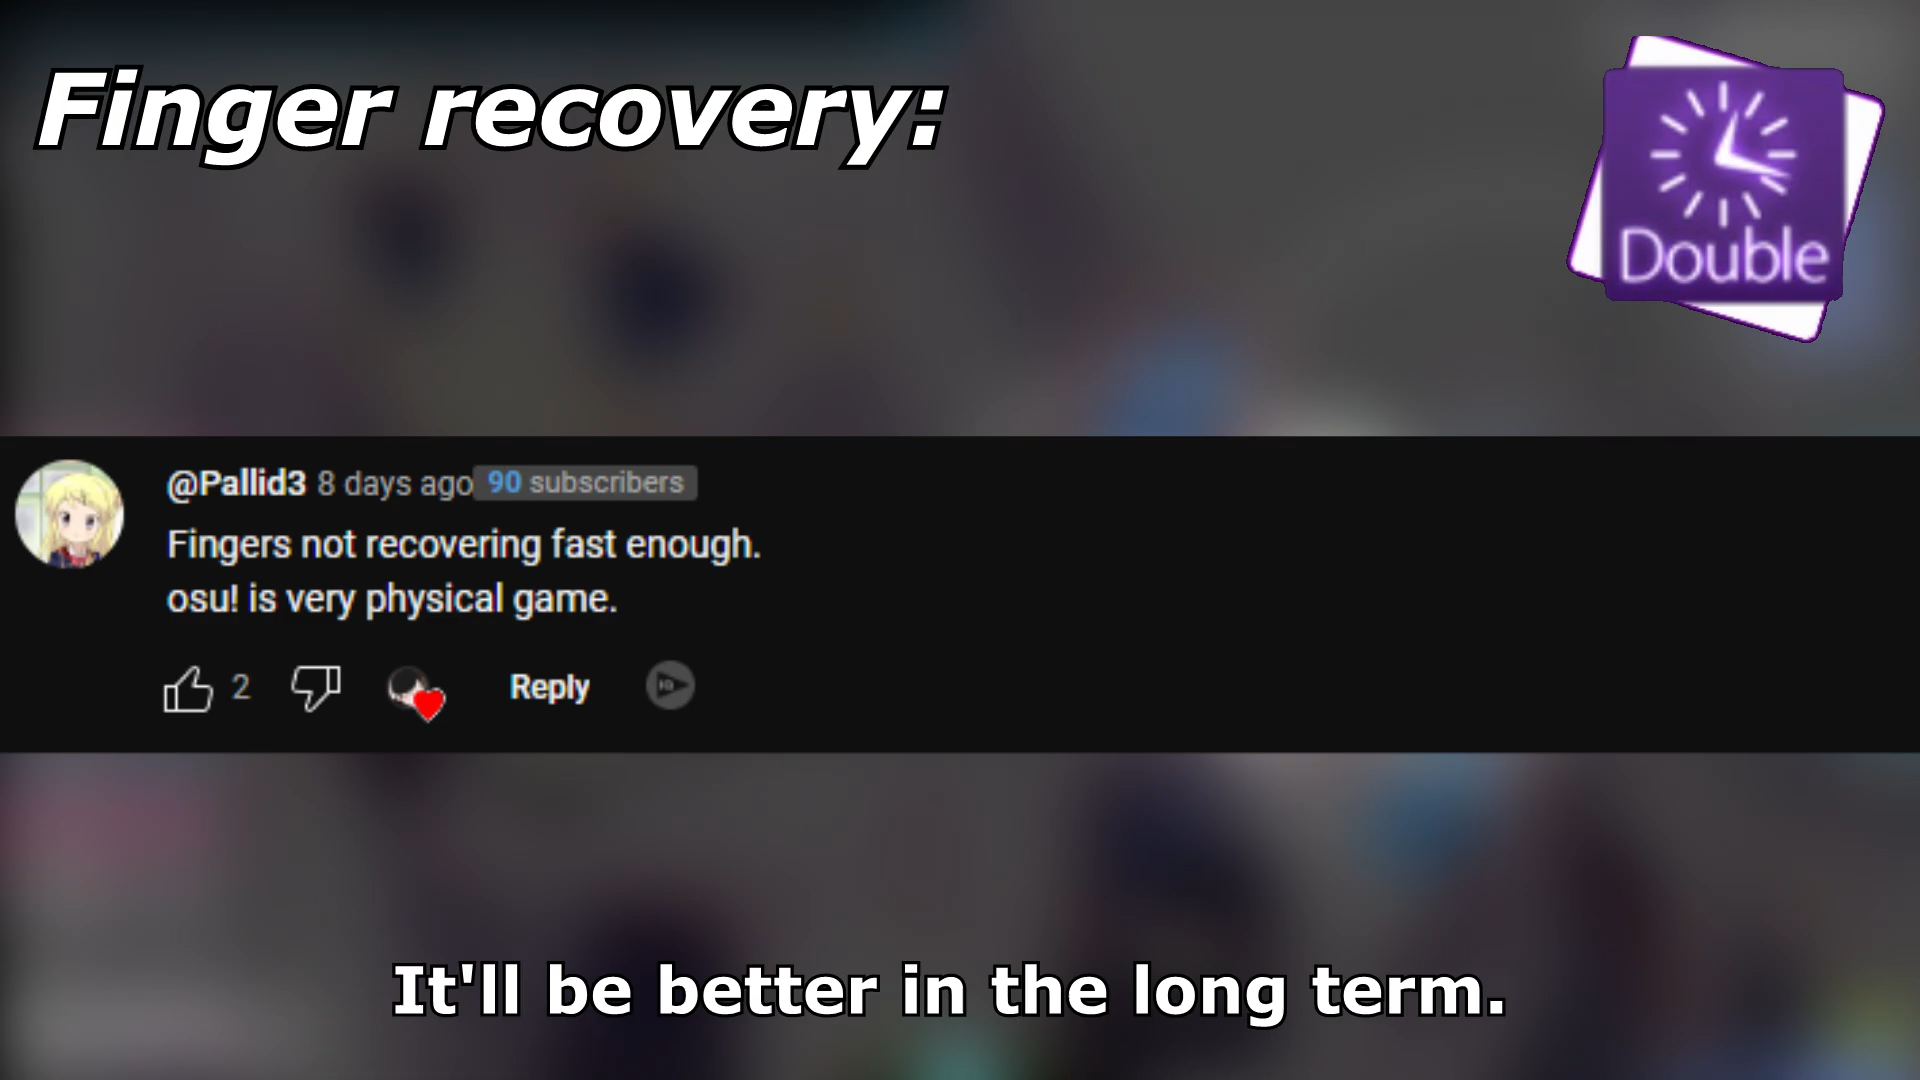 Finger recovery:
Double
@Pallid3 8 days ago 90 subscribers
Fingers not recovering fast enough.
osu! is very physical game.
2 Reply
It'll be better in the long term.